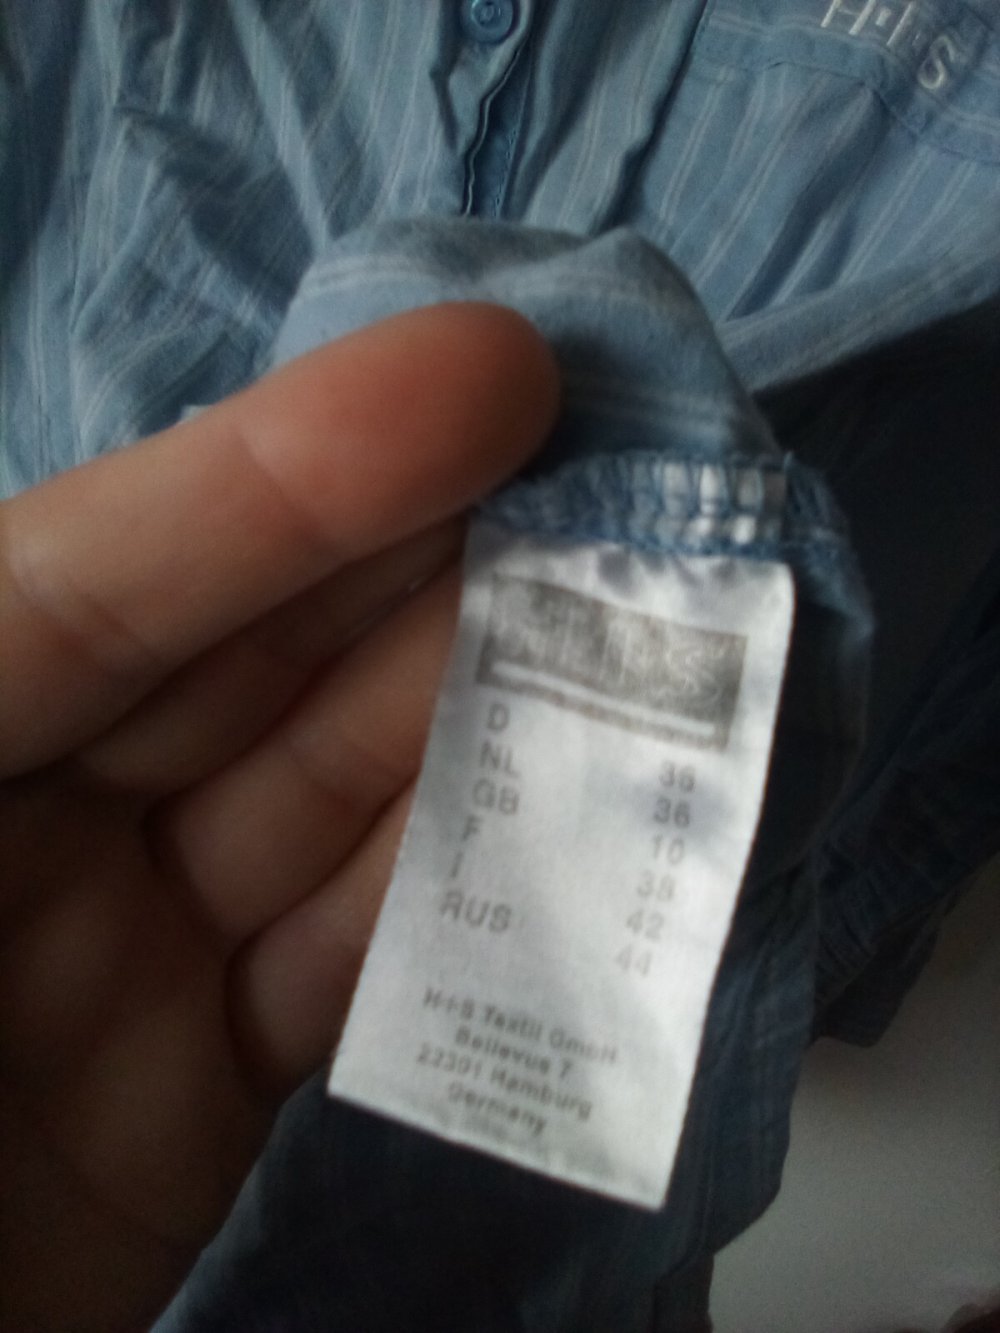 H+S
H+S
D 36
NL 36
GB 10
F 38
I 42
RUS 44
H+S Textil GmbH
Bellevue 7
22301 Hamburg
Germany